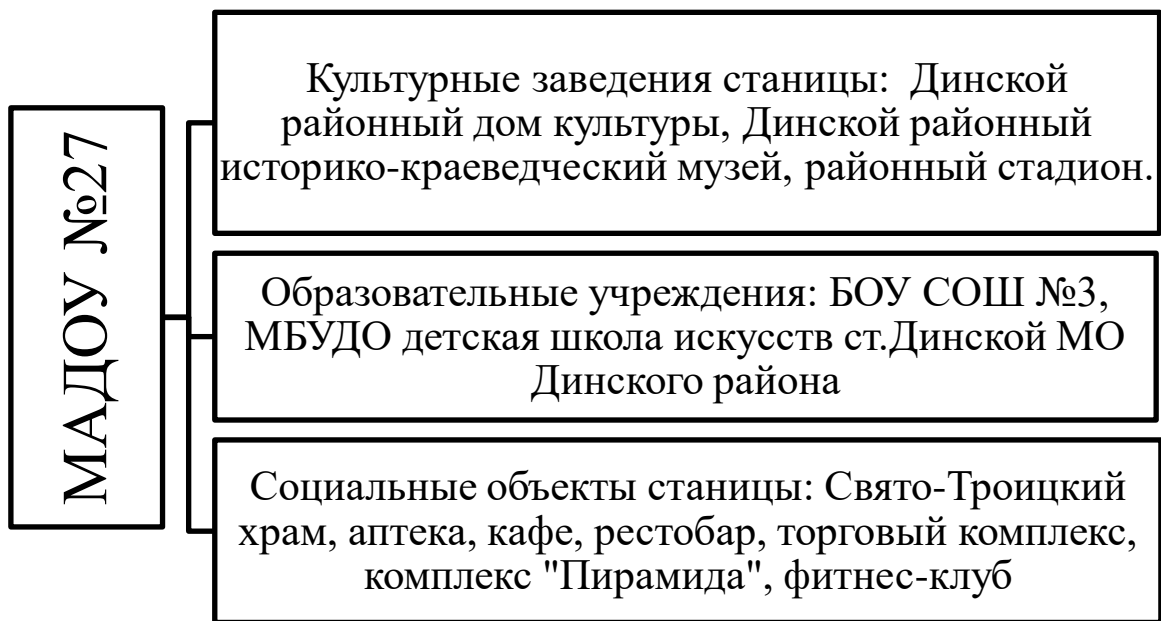 МАДОУ №27
Культурные заведения станицы:  Динской
районный дом культуры, Динской районный
историко-краеведческий музей, районный стадион.
Образовательные учреждения: БОУ СОШ №3,
МБУДО детская школа искусств ст.Динской МО
Динского района
Социальные объекты станицы: Свято-Троицкий
храм, аптека, кафе, рестобар, торговый комплекс,
комплекс "Пирамида", фитнес-клуб